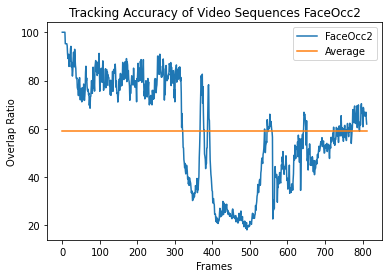 Tracking Accuracy of Video Sequences FaceOcc2
FaceOcc2
Average
100
80
60
40
20
Overlap Ratio
0 100 200 300 400 500 600 700 800
Frames